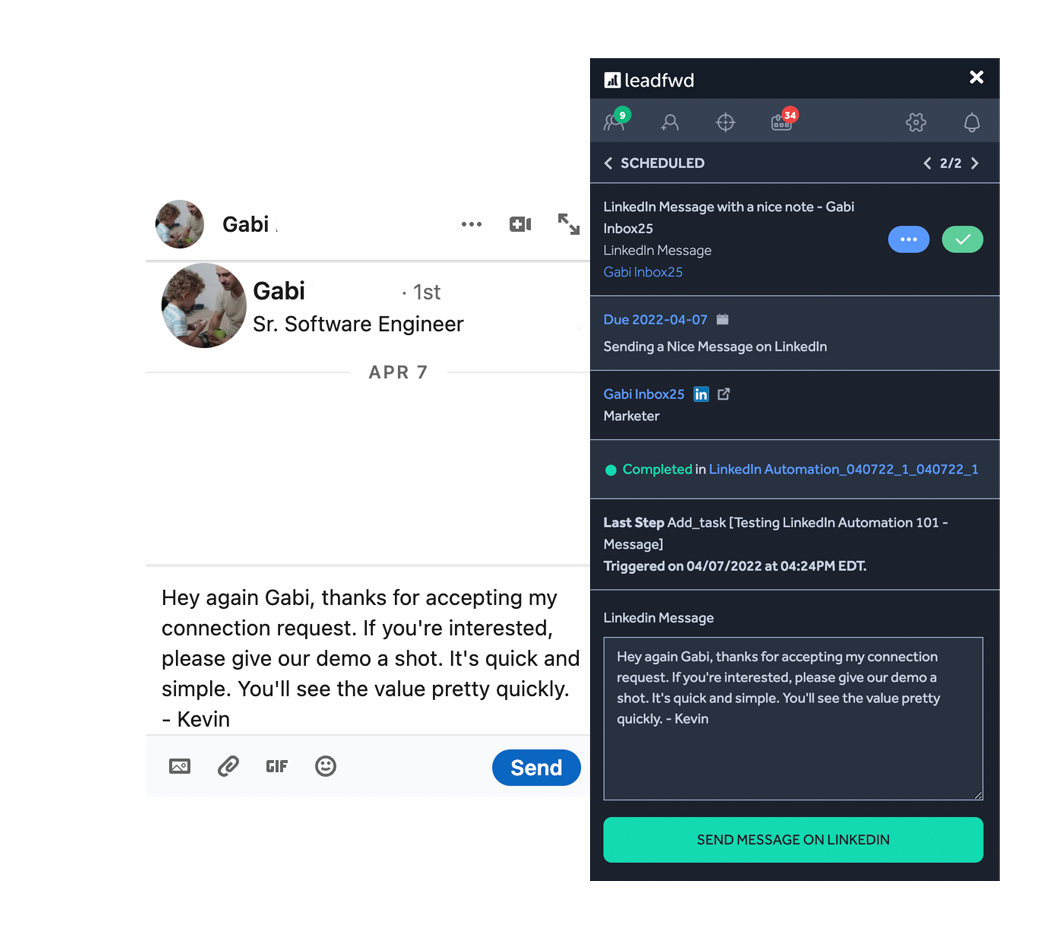 Gabi
Gabi · 1st
Sr. Software Engineer
APR 7
Hey again Gabi, thanks for accepting my
connection request. If you're interested,
please give our demo a shot. It's quick and
simple. You'll see the value pretty quickly.
- Kevin
GIF
Send
leadfwd
9
34
SCHEDULED
2/2
LinkedIn Message with a nice note - Gabi
Inbox25
LinkedIn Message
Gabi Inbox25
Due 2022-04-07
Sending a Nice Message on LinkedIn
Gabi Inbox25 in
Marketer
Completed in LinkedIn Automation_040722_1_040722_1
Last Step Add_task [Testing LinkedIn Automation 101 -
Message]
Triggered on 04/07/2022 at 04:24PM EDT.
Linkedin Message
Hey again Gabi, thanks for accepting my connection
request. If you're interested, please give our demo a
shot. It's quick and simple. You'll see the value pretty
quickly. - Kevin
SEND MESSAGE ON LINKEDIN